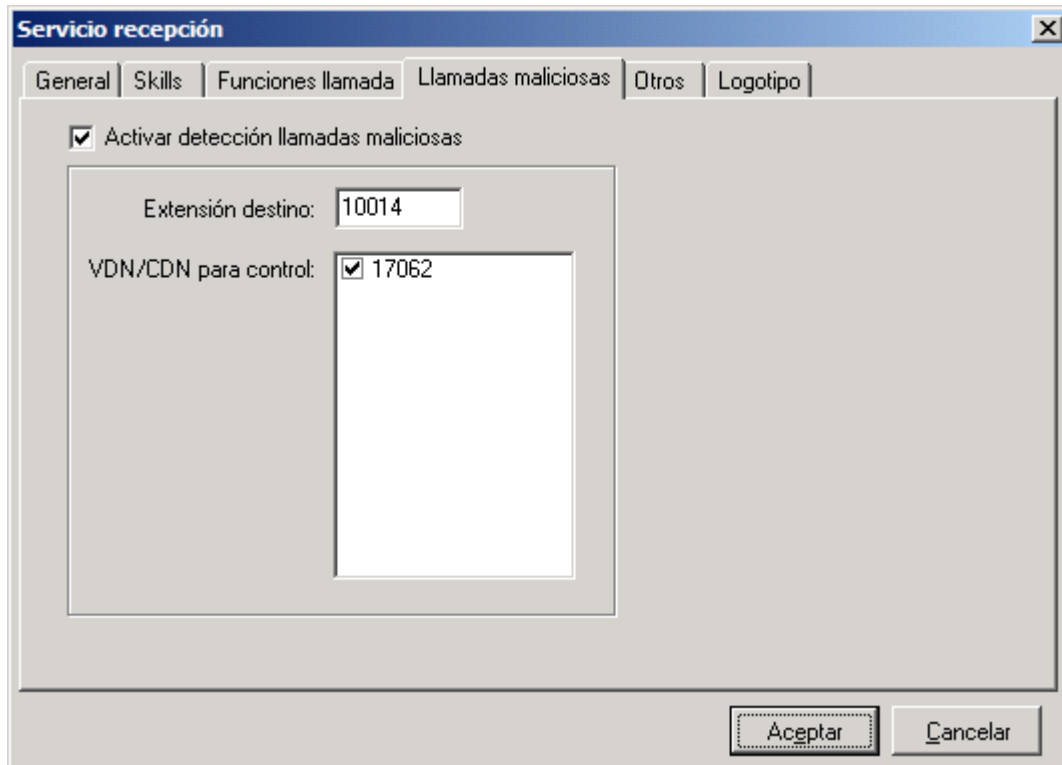 Servicio recepción
General Skills Funciones llamada Llamadas maliciosas Otros Logotipo
Activar detección llamadas maliciosas
Extensión destino: 10014
VDN/CDN para control: 17062
Aceptar Cancelar